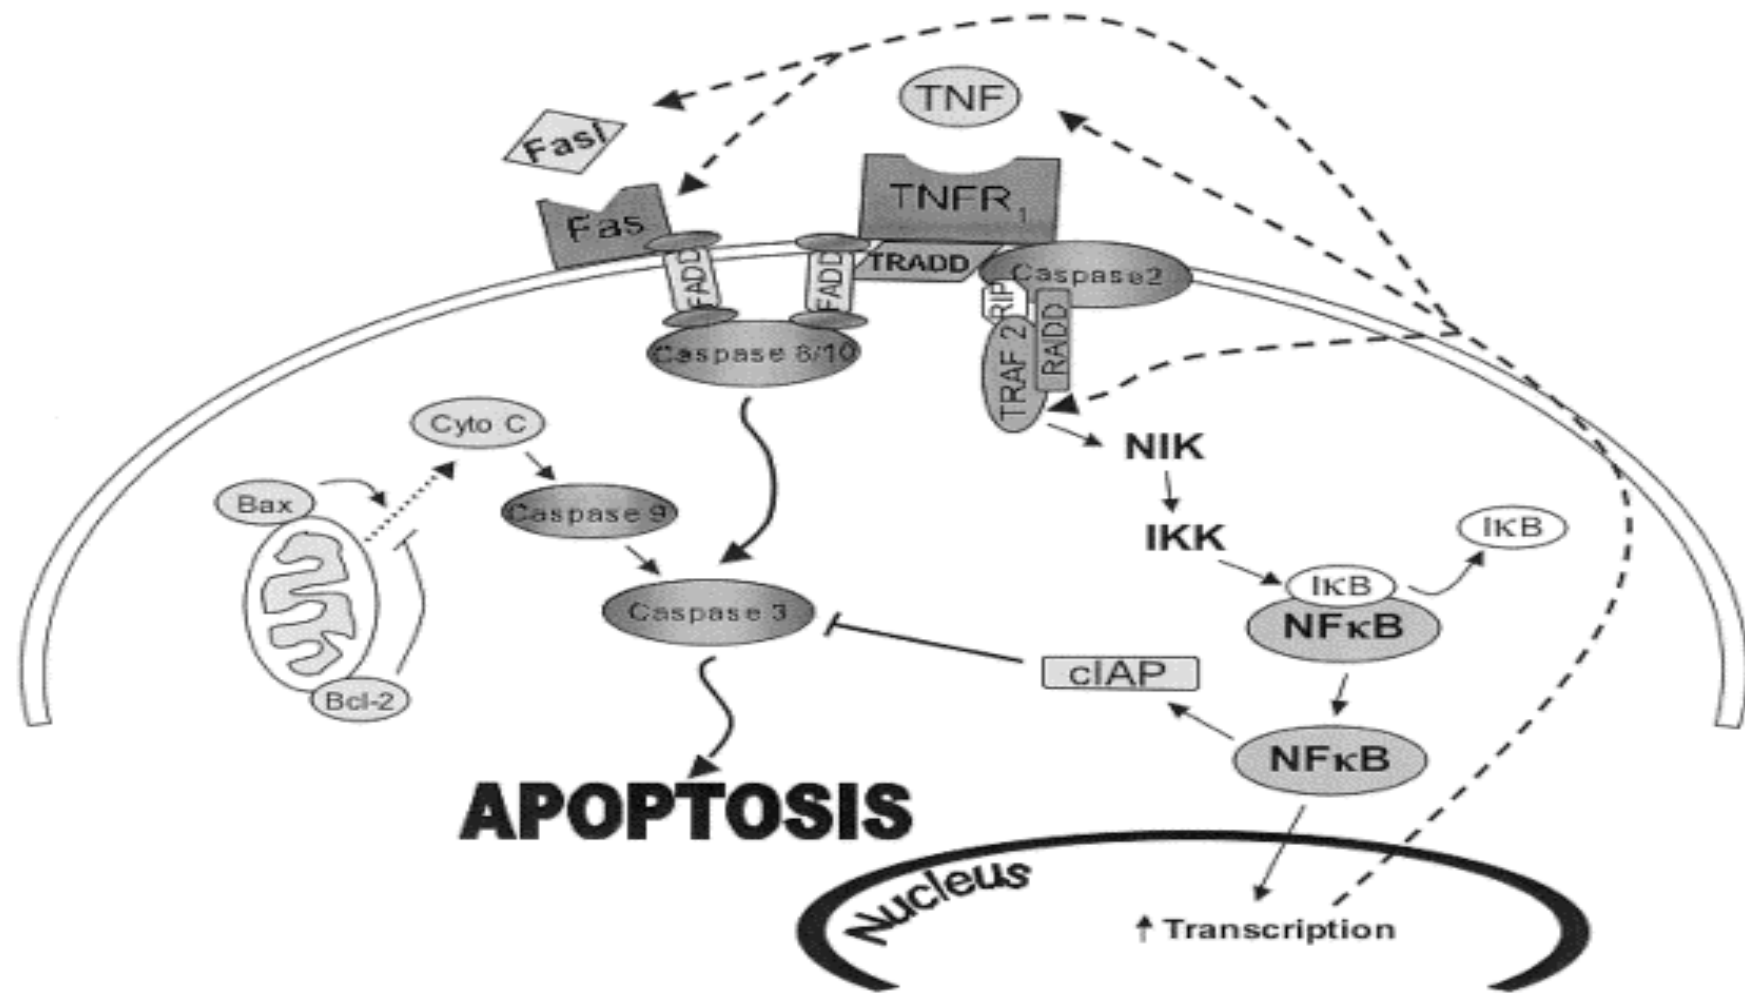 TNF
Fas/
TNFR1
Fas
FADD
FADD
TRADD
Caspase2
RIP
RADD
TRAF 2
Caspase 8/10
Cyto C
NIK
Bax
Caspase 9
IKK
IκB
IκB
NFκB
Caspase 3
cIAP
Bcl-2
NFκB
APOPTOSIS
Nucleus
↑ Transcription